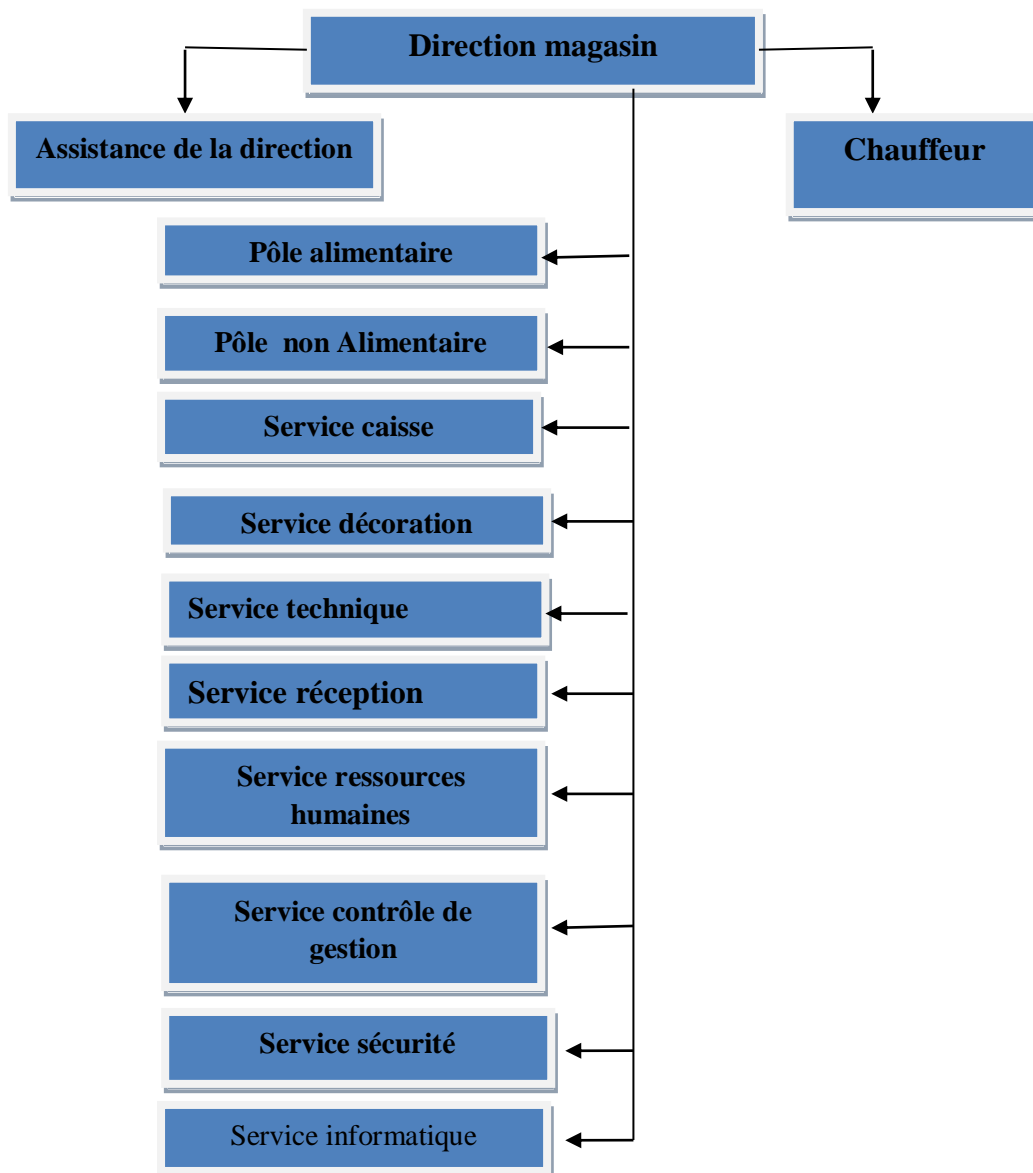 Direction magasin
Assistance de la direction
Chauffeur
Pôle alimentaire
Pôle non Alimentaire
Service caisse
Service décoration
Service technique
Service réception
Service ressources
humaines
Service contrôle de
gestion
Service sécurité
Service informatique